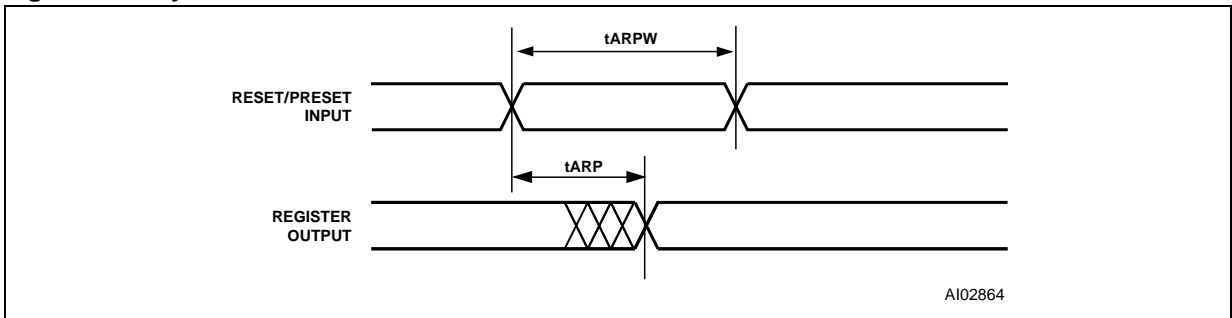 tARPW
RESET/PRESET
INPUT
tARP
REGISTER
OUTPUT
AI02864